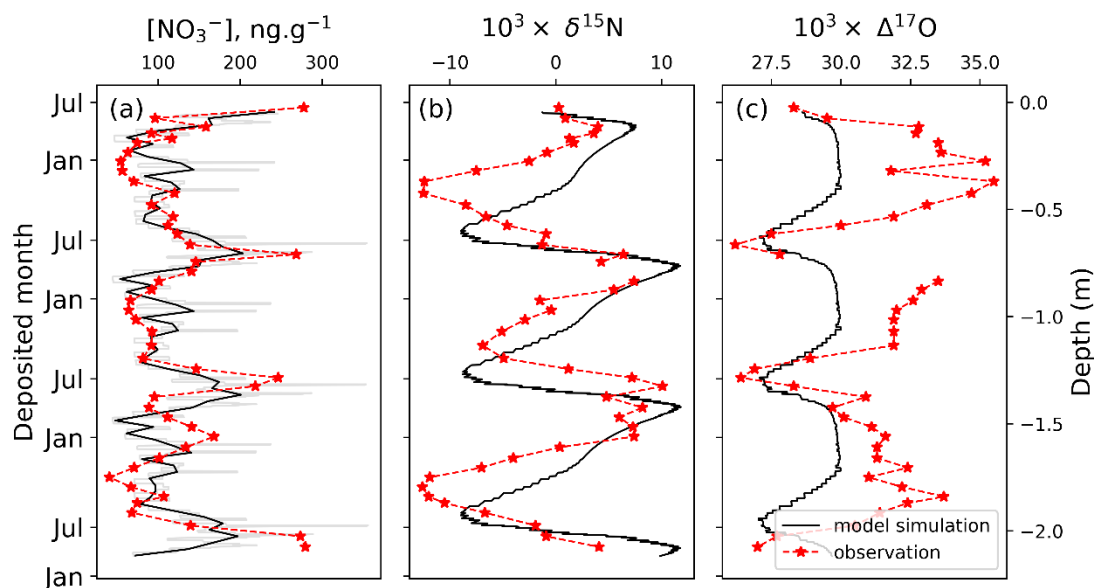 [NO₃⁻], ng.g⁻¹
10³ × δ¹⁵N
10³ × Δ¹⁷O
100 200 300
−10 0 10
27.5 30.0 32.5 35.0
(a)
(b)
(c)
Deposited month
Jul
Jan
Jul
Jan
Jul
Jan
Jul
Jan
0.0
−0.5
−1.0
−1.5
−2.0
Depth (m)
model simulation
observation